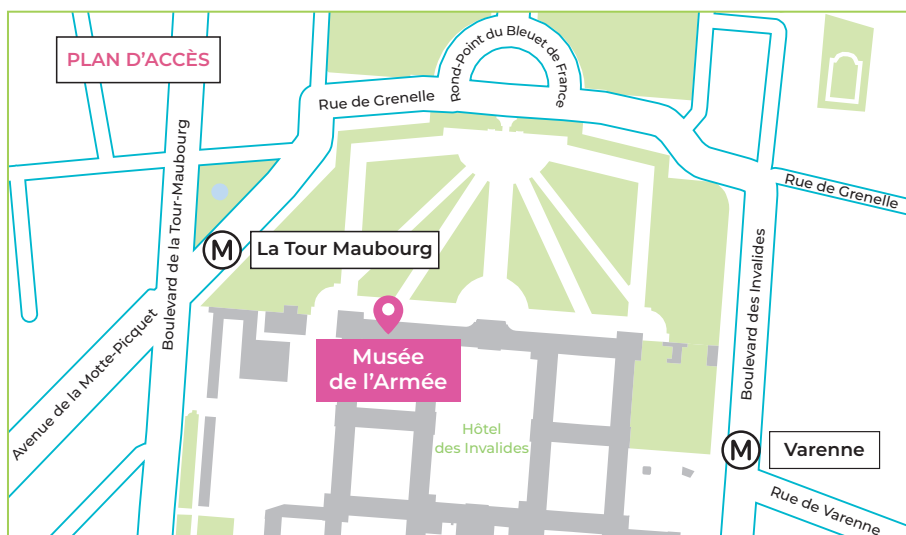 PLAN D'ACCÈS
Rond-Point du Bleuet de France
Rue de Grenelle
Rue de Grenelle
Boulevard de la Tour-Maubourg
M
La Tour Maubourg
Boulevard des Invalides
Avenue de la Motte-Picquet
Musée
de l'Armée
Hôtel
des Invalides
M
Varenne
Rue de Varenne